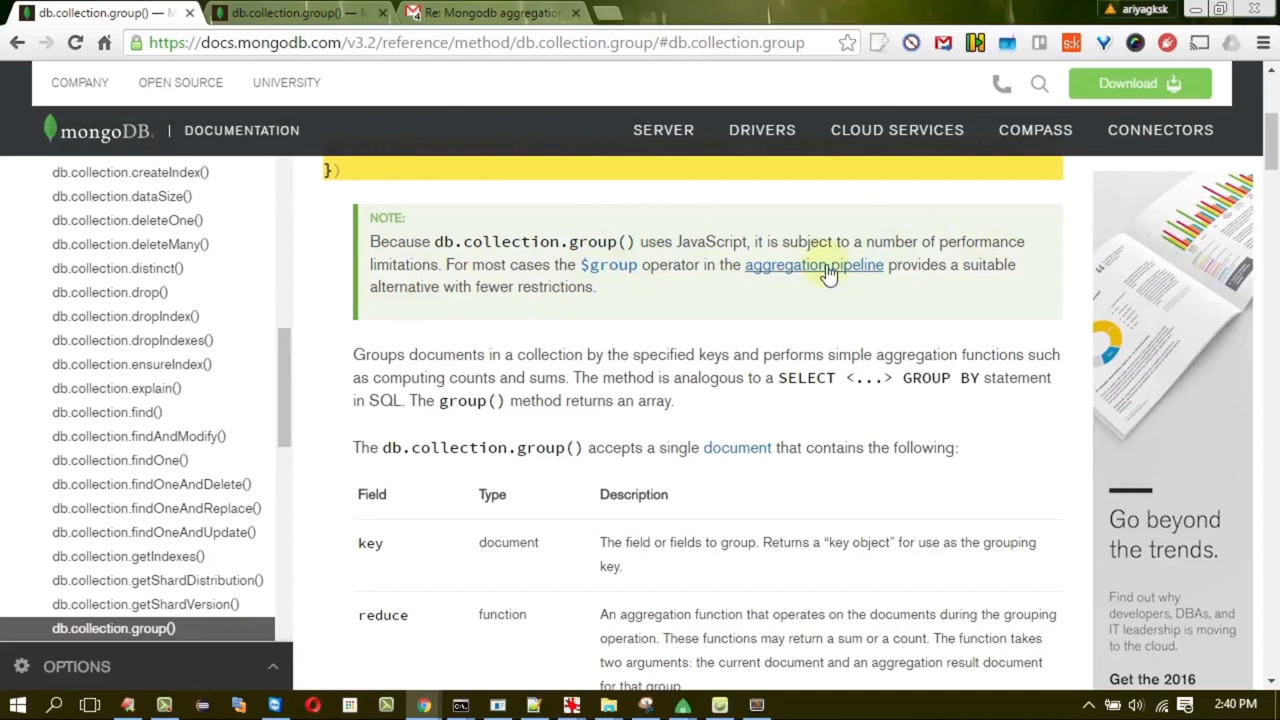 db.collection.group() — M
db.collection.group() — M
Re: Mongodb aggregation
ariyagksk
https://docs.mongodb.com/v3.2/reference/method/db.collection.group/#db.collection.group
COMPANY OPEN SOURCE UNIVERSITY
Download
mongoDB. | DOCUMENTATION
SERVER DRIVERS CLOUD SERVICES COMPASS CONNECTORS
db.collection.createIndex()
db.collection.dataSize()
db.collection.deleteOne()
db.collection.deleteMany()
db.collection.distinct()
db.collection.drop()
db.collection.dropIndex()
db.collection.dropIndexes()
db.collection.ensureIndex()
db.collection.explain()
db.collection.find()
db.collection.findAndModify()
db.collection.findOne()
db.collection.findOneAndDelete()
db.collection.findOneAndReplace()
db.collection.findOneAndUpdate()
db.collection.getIndexes()
db.collection.getShardDistribution()
db.collection.getShardVersion()
db.collection.group()
OPTIONS
})
NOTE:
Because db.collection.group() uses JavaScript, it is subject to a number of performance
limitations. For most cases the $group operator in the aggregation pipeline provides a suitable
alternative with fewer restrictions.
Groups documents in a collection by the specified keys and performs simple aggregation functions such
as computing counts and sums. The method is analogous to a SELECT <...> GROUP BY statement
in SQL. The group() method returns an array.
The db.collection.group() accepts a single document that contains the following:
Field Type Description
key document The field or fields to group. Returns a “key object” for use as the grouping
key.
reduce function An aggregation function that operates on the documents during the grouping
operation. These functions may return a sum or a count. The function takes
two arguments: the current document and an aggregation result document
for that group.
Go beyond
the trends.
Find out why
developers, DBAs, and
IT leadership is moving
to the cloud.
Get the 2016
2:40 PM